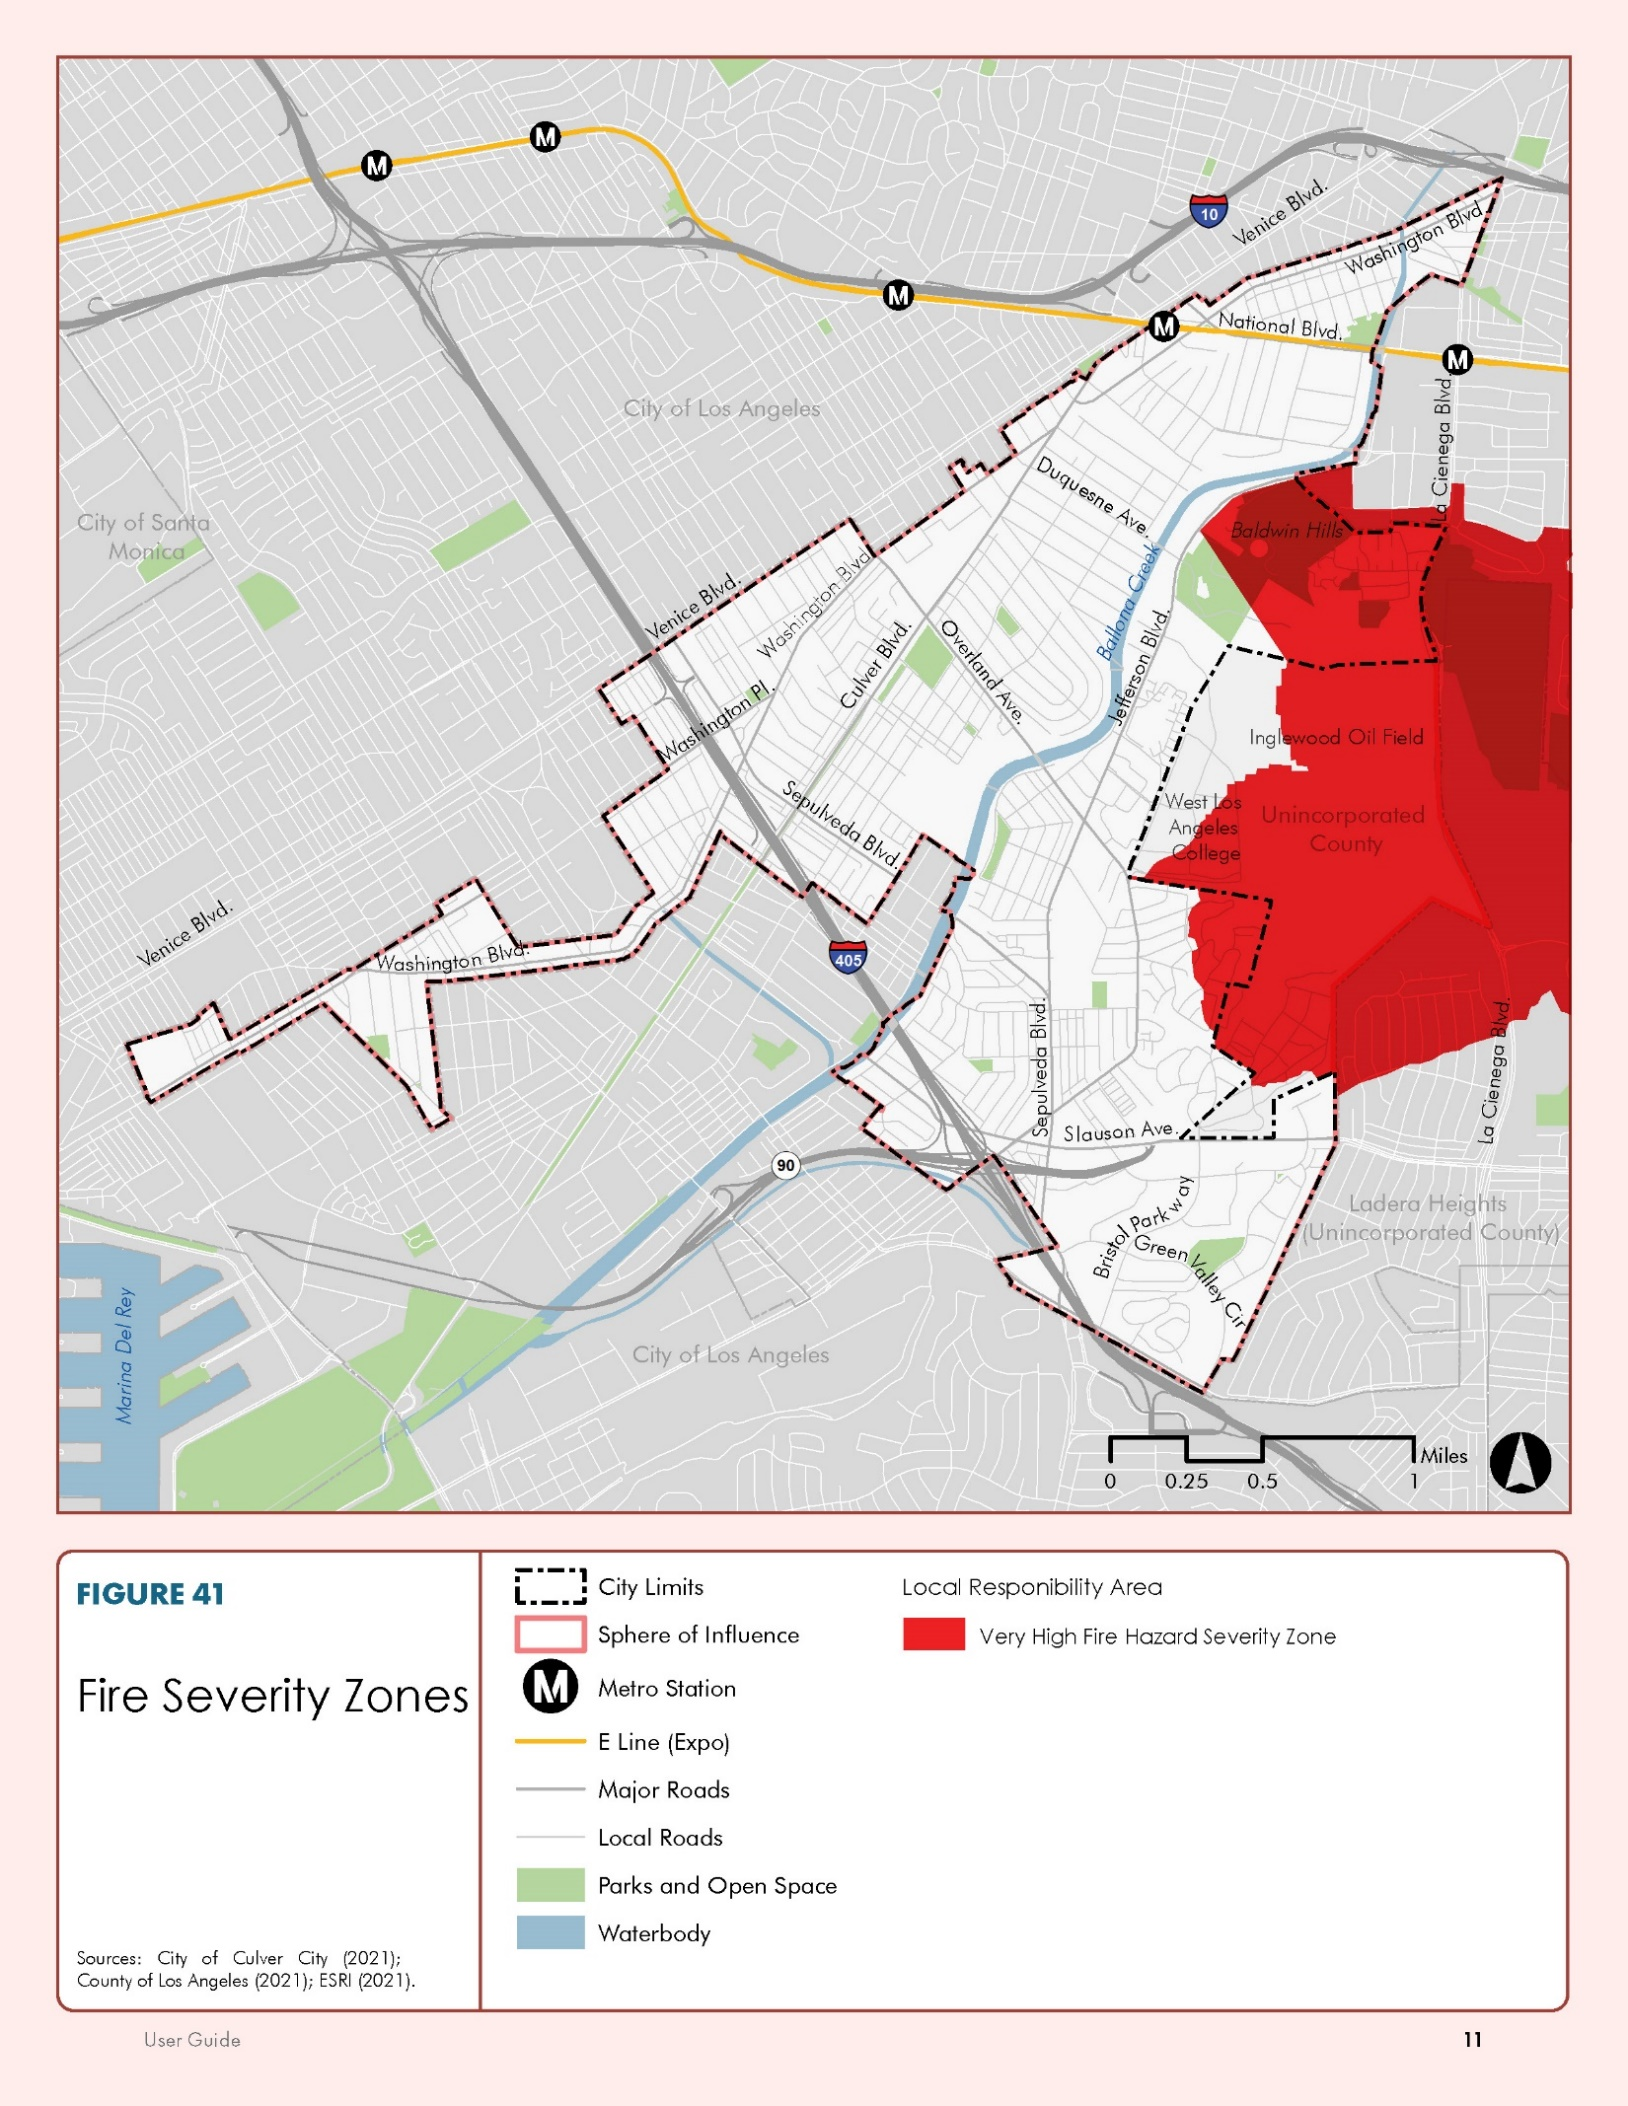 M
M
10
Venice Blvd.
Washington Blvd.
M
M
National Blvd.
M
City of Los Angeles
La Cienega Blvd.
Duquesne Ave.
City of Santa
Monica
Baldwin Hills
Ballona Creek
Venice Blvd.
Washington Blvd.
Culver Blvd.
Overland Ave.
Jefferson Blvd.
Washington Pl.
Inglewood Oil Field
Sepulveda Blvd.
West Los
Angeles
College
Unincorporated
County
Venice Blvd.
Washington Blvd.
405
Sepulveda Blvd.
La Cienega Blvd.
Slauson Ave.
90
Bristol Parkway
Green Valley Cir
Ladera Heights
(Unincorporated County)
Marina Del Rey
City of Los Angeles
Miles
0 0.25 0.5 1
FIGURE 41
Fire Severity Zones
Sources: City of Culver City (2021);
County of Los Angeles (2021); ESRI (2021).
City Limits
Sphere of Influence
M Metro Station
E Line (Expo)
Major Roads
Local Roads
Parks and Open Space
Waterbody
Local Responibility Area
Very High Fire Hazard Severity Zone
User Guide
11